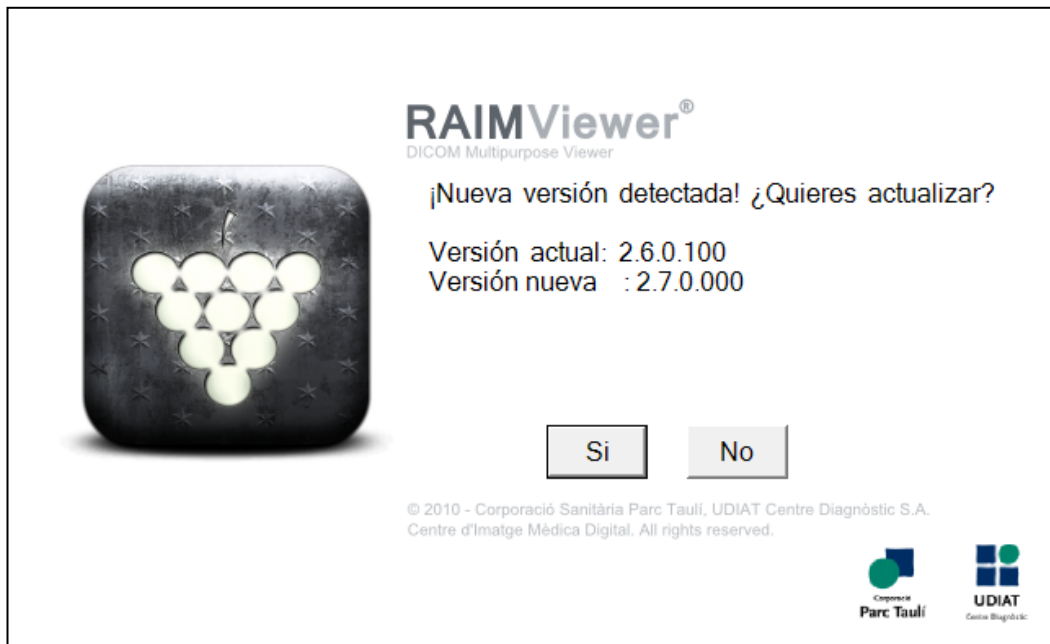 RAIMViewer®
DICOM Multipurpose Viewer
¡Nueva versión detectada! ¿Quieres actualizar?
Versión actual: 2.6.0.100
Versión nueva : 2.7.0.000
Si No
© 2010 - Corporació Sanitària Parc Taulí, UDIAT Centre Diagnòstic S.A.
Centre d'Imatge Mèdica Digital. All rights reserved.
Corporació
Parc Taulí
UDIAT
Centre Diagnòstic